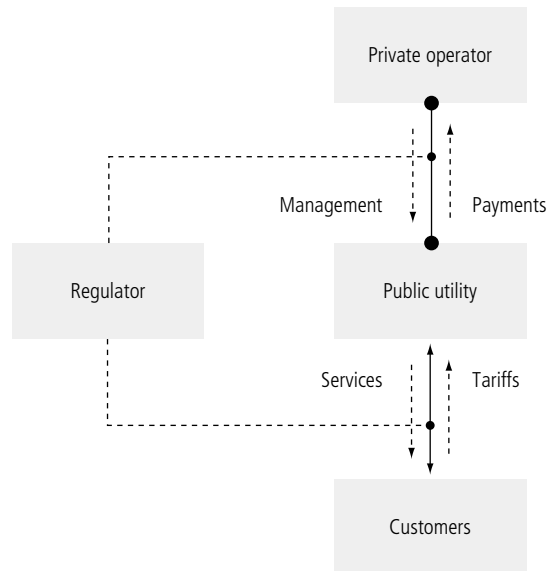 Private operator
Management
Payments
Regulator
Public utility
Services
Tariffs
Customers